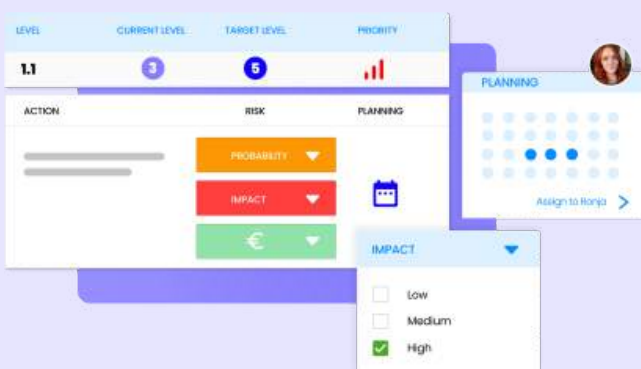 LEVEL CURRENT LEVEL TARGET LEVEL PRIORITY
1.1 3 5
PLANNING
ACTION RISK PLANNING
PROBABILITY
IMPACT
€
Assign to Ronja
IMPACT
Low
Medium
High